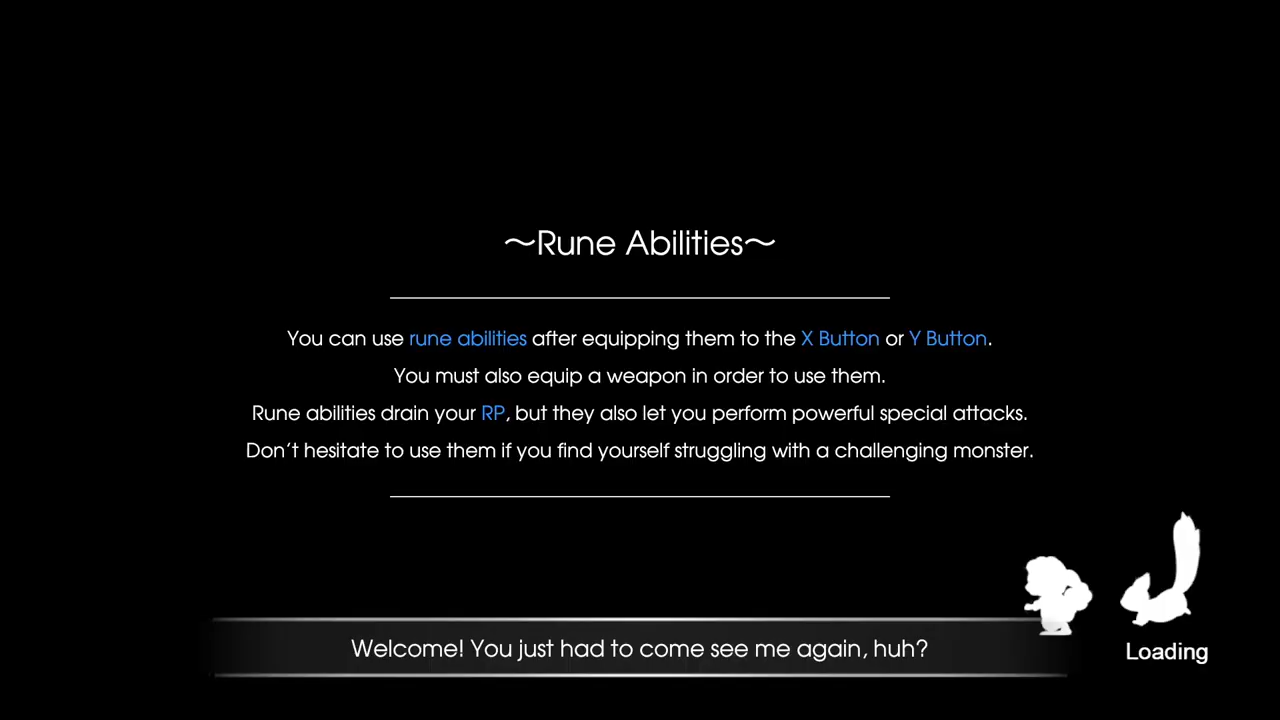 ～Rune Abilities～
You can use rune abilities after equipping them to the X Button or Y Button.
You must also equip a weapon in order to use them.
Rune abilities drain your RP, but they also let you perform powerful special attacks.
Don’t hesitate to use them if you find yourself struggling with a challenging monster.
Welcome! You just had to come see me again, huh?
Loading